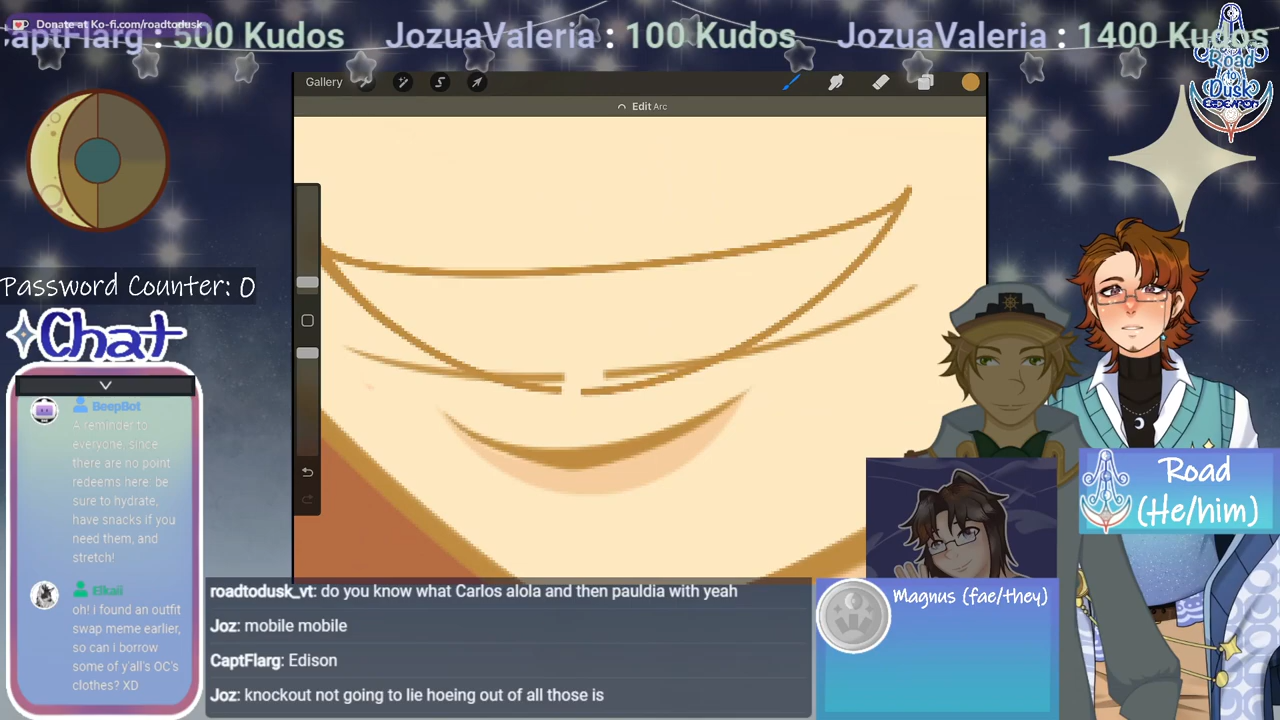 Donate at Ko-fi.com/roadtodusk
CaptFlarg : 500 Kudos JozuaValeria : 100 Kudos JozuaValeria : 1400 Kudos
Road
to
Dusk
Gallery
Edit Arc
Password Counter: 0
Chat
BeepBot
A reminder to
everyone, since
there are no point
redeems here: be
sure to hydrate,
have snacks if you
need them, and
stretch!
Elkaii
oh! i found an outfit
swap meme earlier,
so can i borrow
some of y'all's OC's
clothes? XD
roadtodusk_vt: do you know what Carlos alola and then pauldia with yeah
Joz: mobile mobile
CaptFlarg: Edison
Joz: knockout not going to lie hoeing out of all those is
Magnus (fae/they)
Road
(He/him)